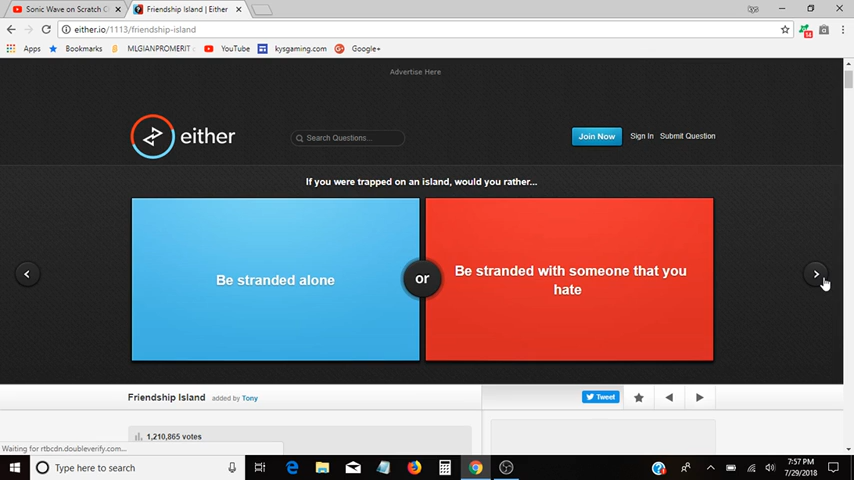 Sonic Wave on Scratch C
Friendship Island | Either
either.io/1113/friendship-island
14
Apps
Bookmarks
MLGIANPROMERIT
YouTube
kysgaming.com
Google+
Advertise Here
either
Search Questions...
Join Now
Sign In
Submit Question
If you were trapped on an island, would you rather...
Be stranded alone
or
Be stranded with someone that you
hate
Friendship Island
added by Tony
Tweet
1,210,865 votes
Waiting for rtbcdn.doubleverify.com...
Type here to search
7:57 PM
7/29/2018